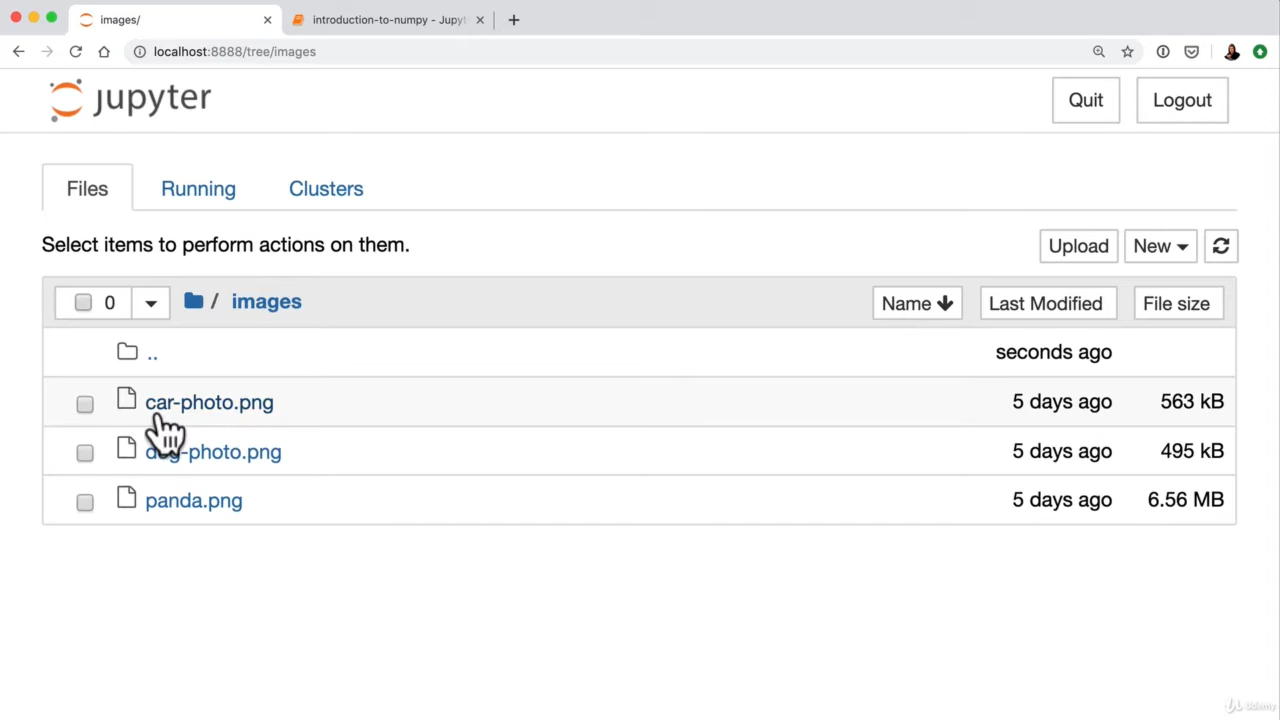 images/
introduction-to-numpy - Jupyt
localhost:8888/tree/images
jupyter
Quit
Logout
Files
Running
Clusters
Select items to perform actions on them.
Upload
New
0
/ images
Name
Last Modified
File size
..
seconds ago
car-photo.png
5 days ago
563 kB
dog-photo.png
5 days ago
495 kB
panda.png
5 days ago
6.56 MB
Udemy